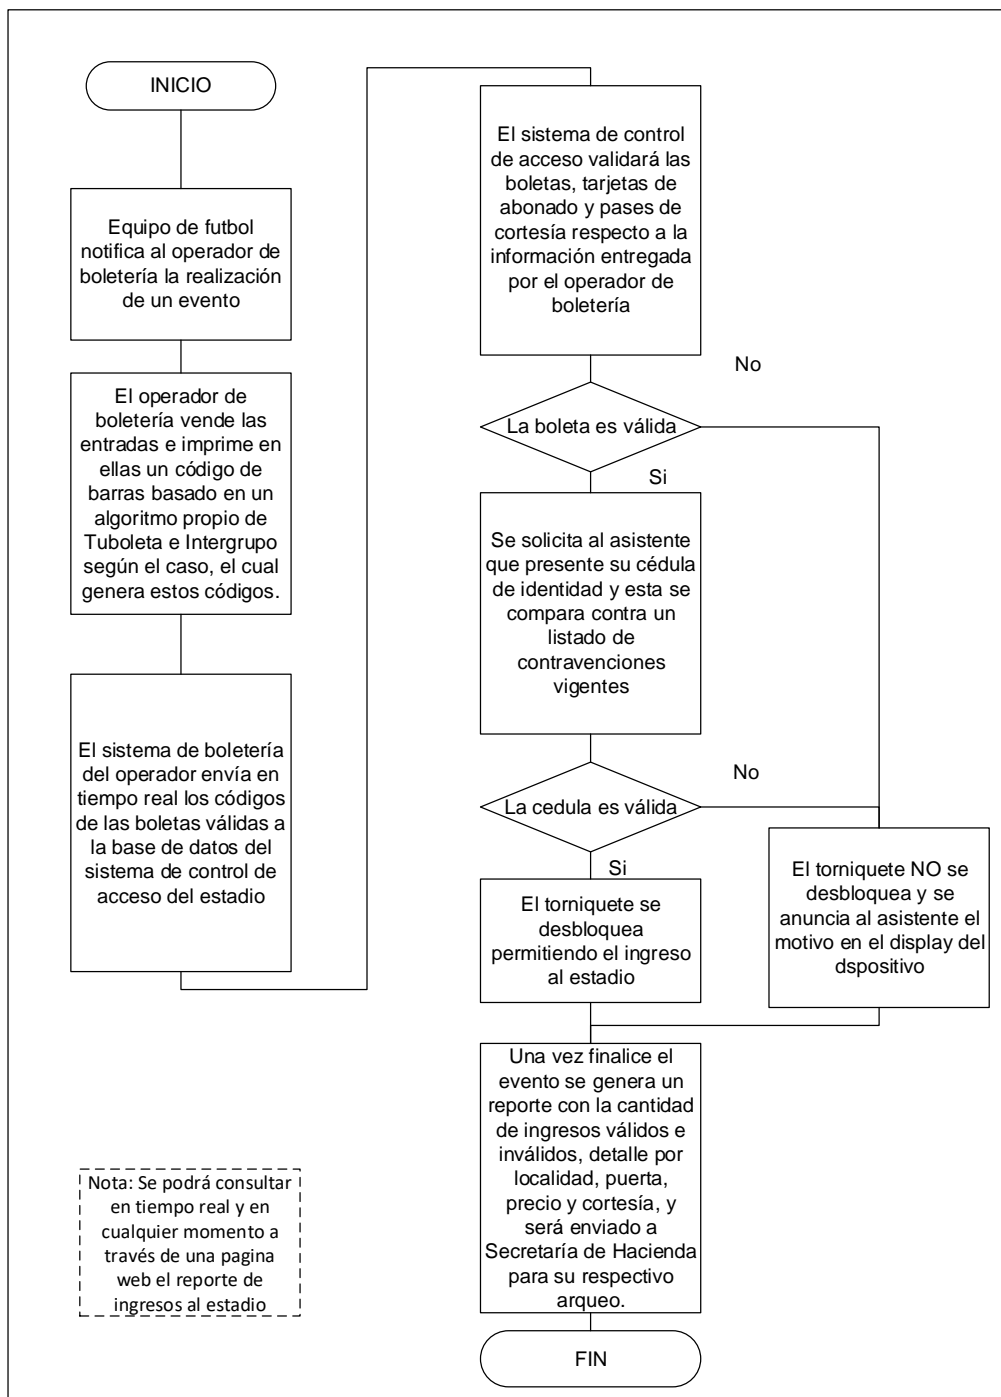 INICIO
Equipo de futbol
notifica al operador de
boletería la realización
de un evento
El operador de
boletería vende las
entradas e imprime en
ellas un código de
barras basado en un
algoritmo propio de
Tuboleta e Intergrupo
según el caso, el cual
genera estos códigos.
El sistema de boletería
del operador envía en
tiempo real los códigos
de las boletas válidas a
la base de datos del
sistema de control de
acceso del estadio
El sistema de control
de acceso validará las
boletas, tarjetas de
abonado y pases de
cortesía respecto a la
información entregada
por el operador de
boletería
No
La boleta es válida
Si
Se solicita al asistente
que presente su cédula
de identidad y esta se
compara contra un
listado de
contravenciones
vigentes
No
La cedula es válida
Si
El torniquete se
desbloquea
permitiendo el ingreso
al estadio
El torniquete NO se
desbloquea y se
anuncia al asistente el
motivo en el display del
dspositivo
Una vez finalice el
evento se genera un
reporte con la cantidad
de ingresos válidos e
inválidos, detalle por
localidad, puerta,
precio y cortesía, y
será enviado a
Secretaría de Hacienda
para su respectivo
arqueo.
FIN
Nota: Se podrá consultar
en tiempo real y en
cualquier momento a
través de una pagina
web el reporte de
ingresos al estadio